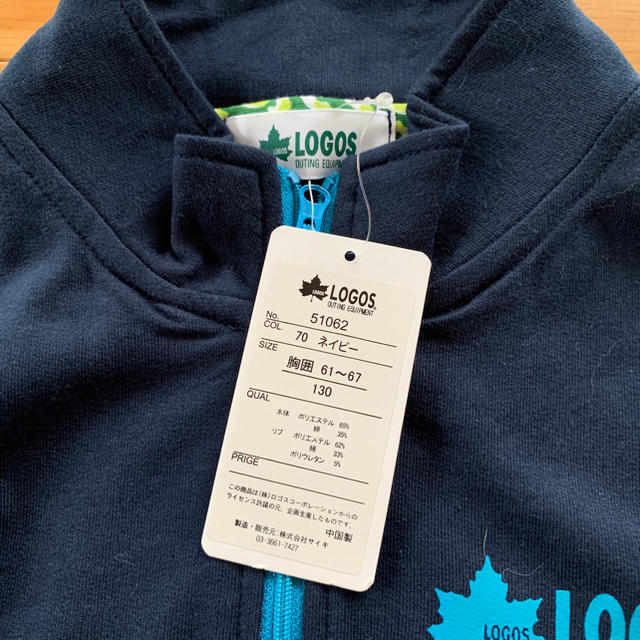 LOGOS
OUTING EQUIPMENT
LOGOS
OUTING EQUIPMENT
No. 51062
COL. 70 ネイビー
SIZE 胸囲 61～67
130
QUAL
本体 ポリエステル 65%
綿 35%
リブ ポリエステル 62%
綿 33%
ポリウレタン 5%
PRIGE
この商品は(株)ロゴスコーポレーションからの
ライセンス許諾の元、企画生産したものです。
中国製
製造・販売元:株式会社サイキ
03-3661-7427
LOGOS
LOGOS